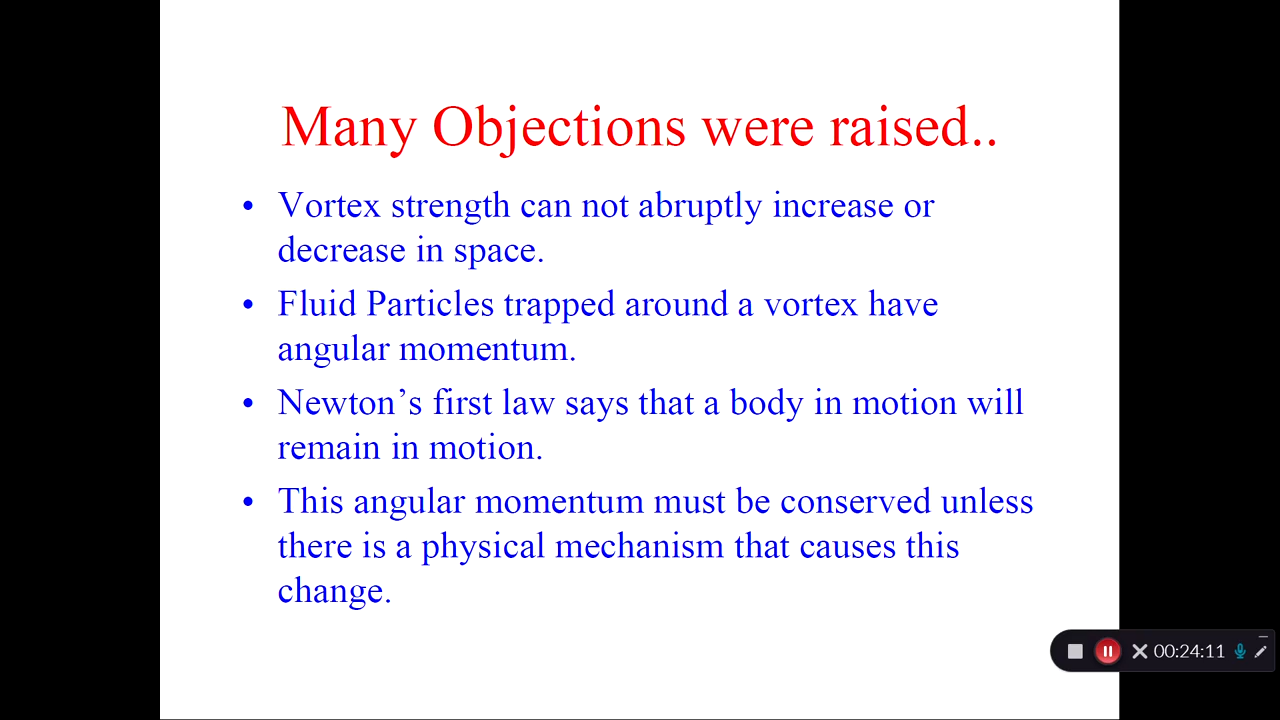 Many Objections were raised..
• Vortex strength can not abruptly increase or
decrease in space.
• Fluid Particles trapped around a vortex have
angular momentum.
• Newton’s first law says that a body in motion will
remain in motion.
• This angular momentum must be conserved unless
there is a physical mechanism that causes this
change.
00:24:11